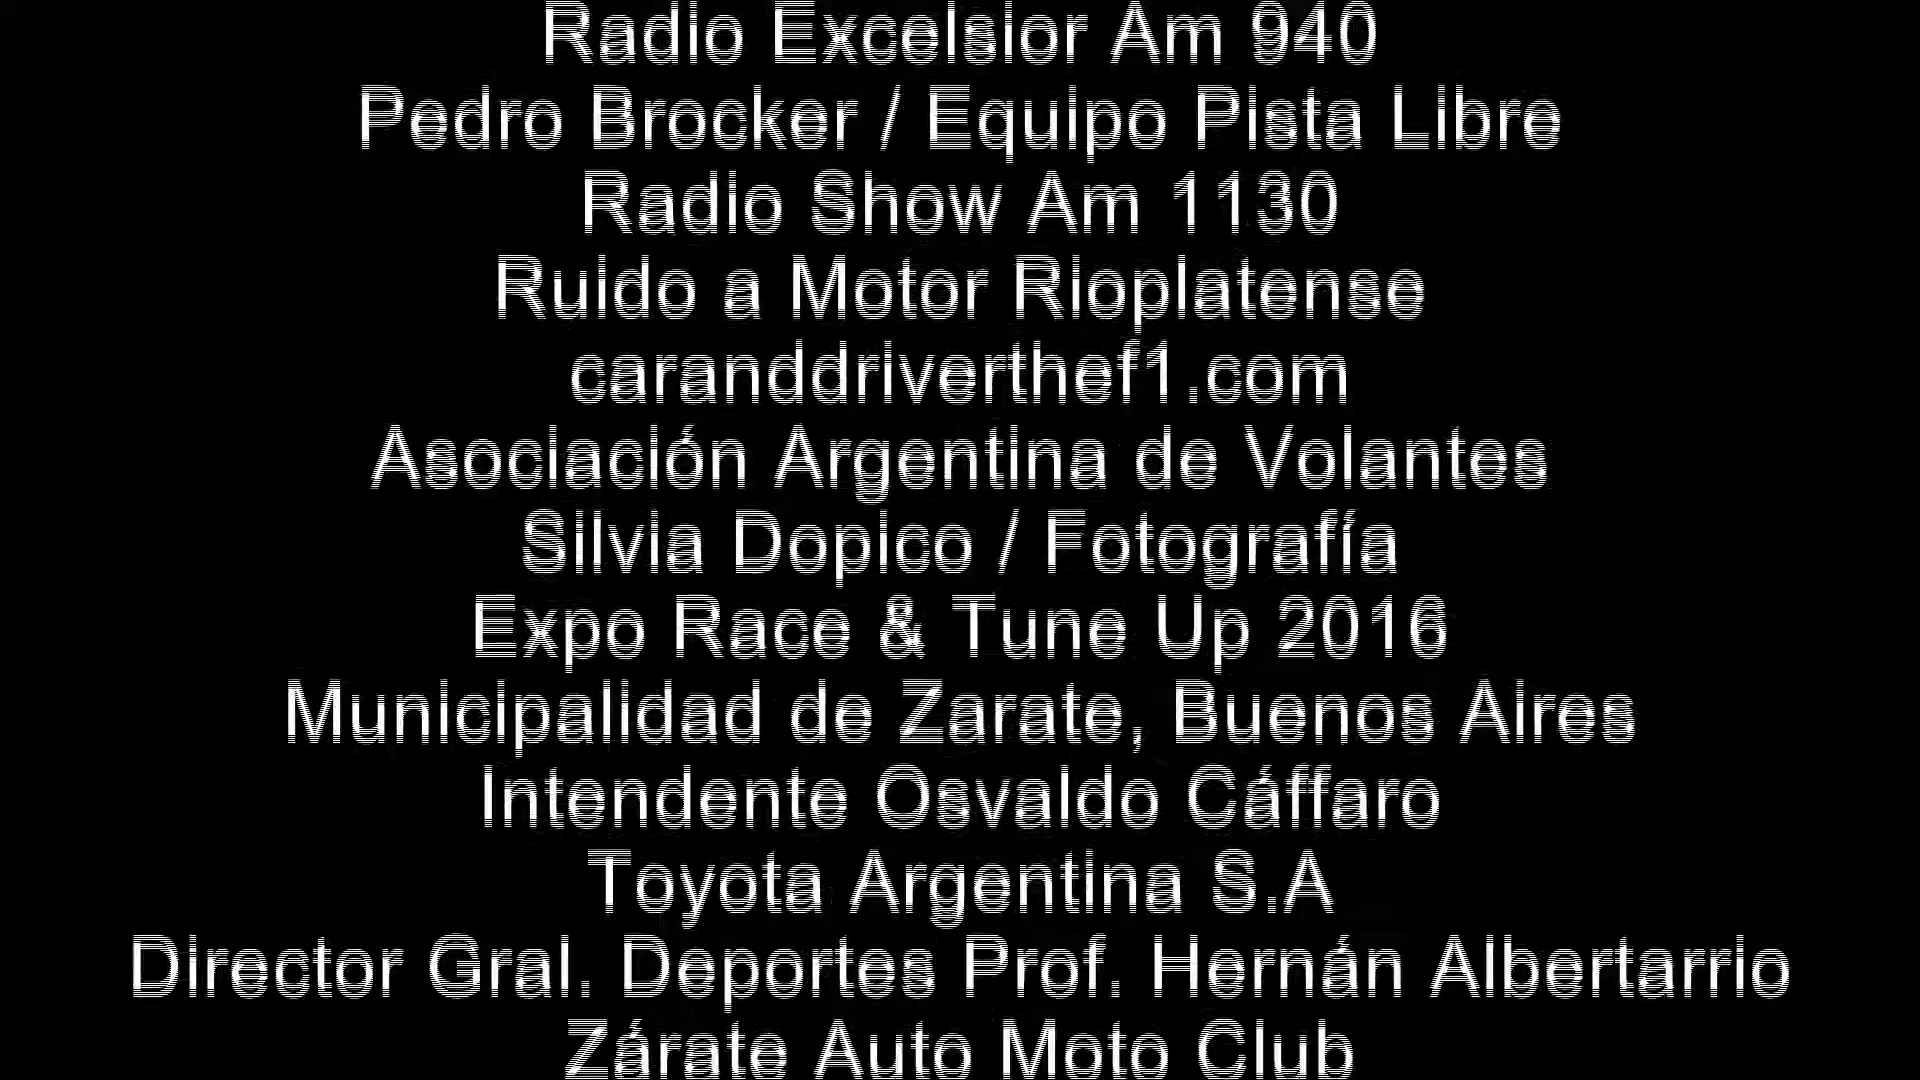 Radio Excelsior Am 940
Pedro Brocker / Equipo Pista Libre
Radio Show Am 1130
Ruido a Motor Rioplatense
caranddriverthef1.com
Asociación Argentina de Volantes
Silvia Dopico / Fotografía
Expo Race & Tune Up 2016
Municipalidad de Zarate, Buenos Aires
Intendente Osvaldo Cáffaro
Toyota Argentina S.A
Director Gral. Deportes Prof. Hernán Albertarrio
Zárate Auto Moto Club